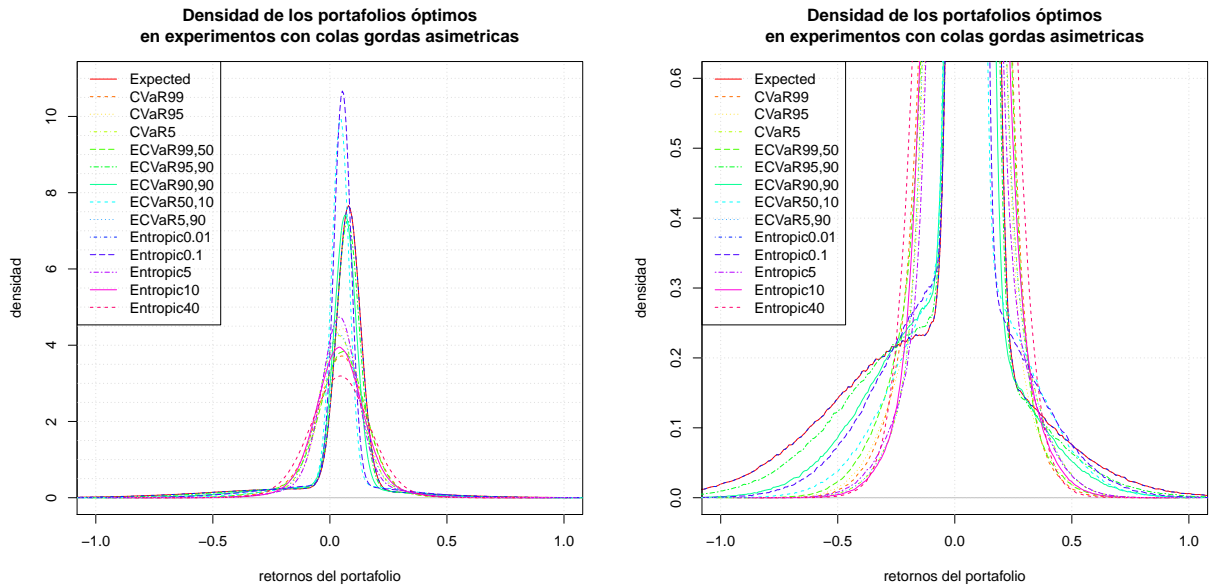 Densidad de los portafolios óptimos
en experimentos con colas gordas asimetricas
densidad
10
8
6
4
2
0
Expected
CVaR99
CVaR95
CVaR5
ECVaR99,50
ECVaR95,90
ECVaR90,90
ECVaR50,10
ECVaR5,90
Entropic0.01
Entropic0.1
Entropic5
Entropic10
Entropic40
−1.0 −0.5 0.0 0.5 1.0
retornos del portafolio
Densidad de los portafolios óptimos
en experimentos con colas gordas asimetricas
densidad
0.6
0.5
0.4
0.3
0.2
0.1
0.0
Expected
CVaR99
CVaR95
CVaR5
ECVaR99,50
ECVaR95,90
ECVaR90,90
ECVaR50,10
ECVaR5,90
Entropic0.01
Entropic0.1
Entropic5
Entropic10
Entropic40
−1.0 −0.5 0.0 0.5 1.0
retornos del portafolio